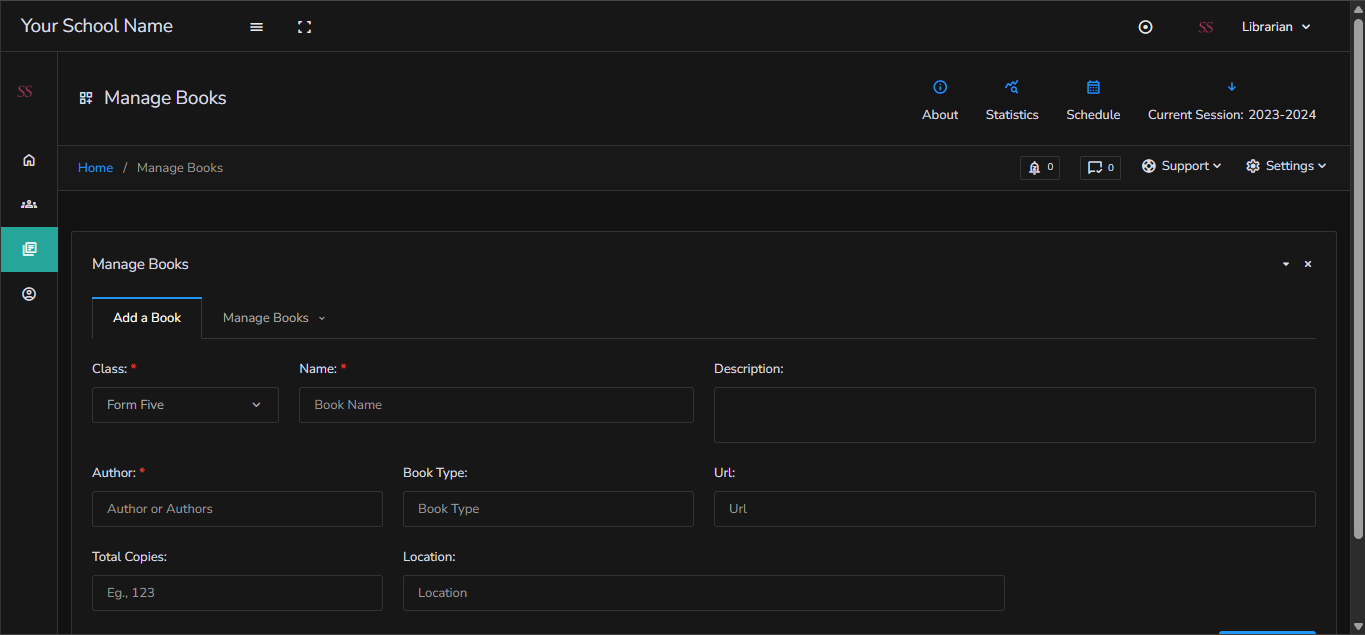 Your School Name
SS
Librarian
SS
Manage Books
About
Statistics
Schedule
Current Session: 2023-2024
Home / Manage Books
0
0
Support
Settings
Manage Books
Add a Book
Manage Books
Class: *
Name: *
Description:
Form Five
Book Name
Author: *
Book Type:
Url:
Author or Authors
Book Type
Url
Total Copies:
Location:
Eg., 123
Location